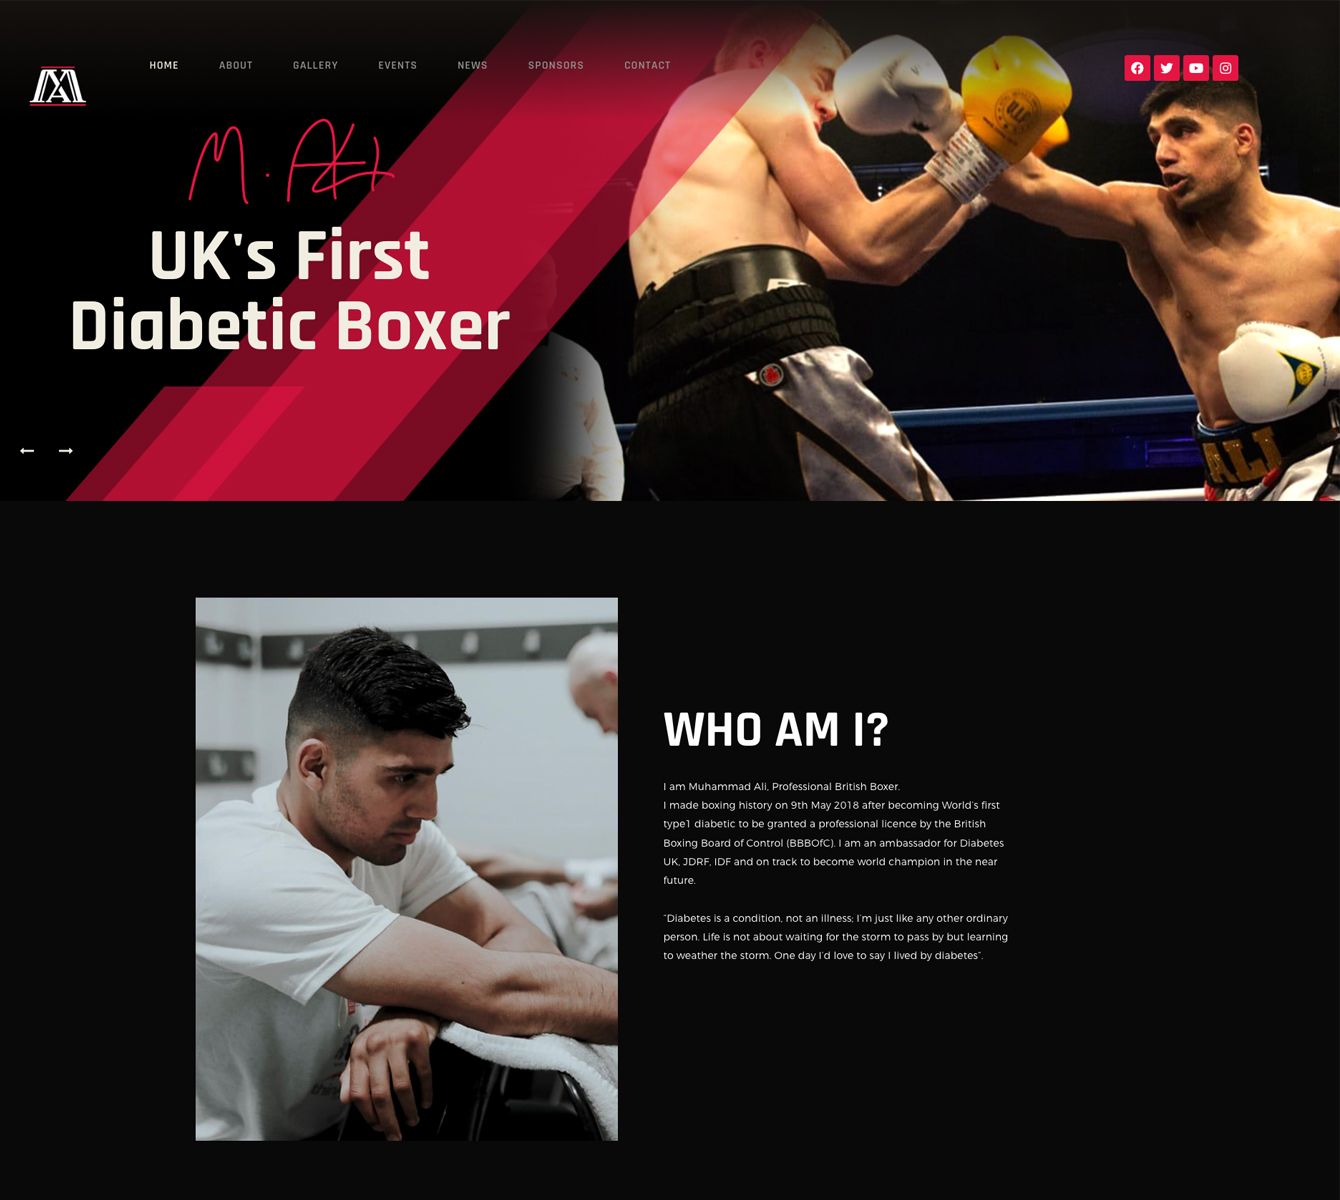 HOME ABOUT GALLERY EVENTS NEWS SPONSORS CONTACT
MA
M. Ali
UK's First
Diabetic Boxer
ALI
WHO AM I?
I am Muhammad Ali, Professional British Boxer.
I made boxing history on 9th May 2018 after becoming World's first
type1 diabetic to be granted a professional licence by the British
Boxing Board of Control (BBBOfC). I am an ambassador for Diabetes
UK, JDRF, IDF and on track to become world champion in the near
future.
"Diabetes is a condition, not an illness; I'm just like any other ordinary
person. Life is not about waiting for the storm to pass by but learning
to weather the storm. One day I'd love to say I lived by diabetes".